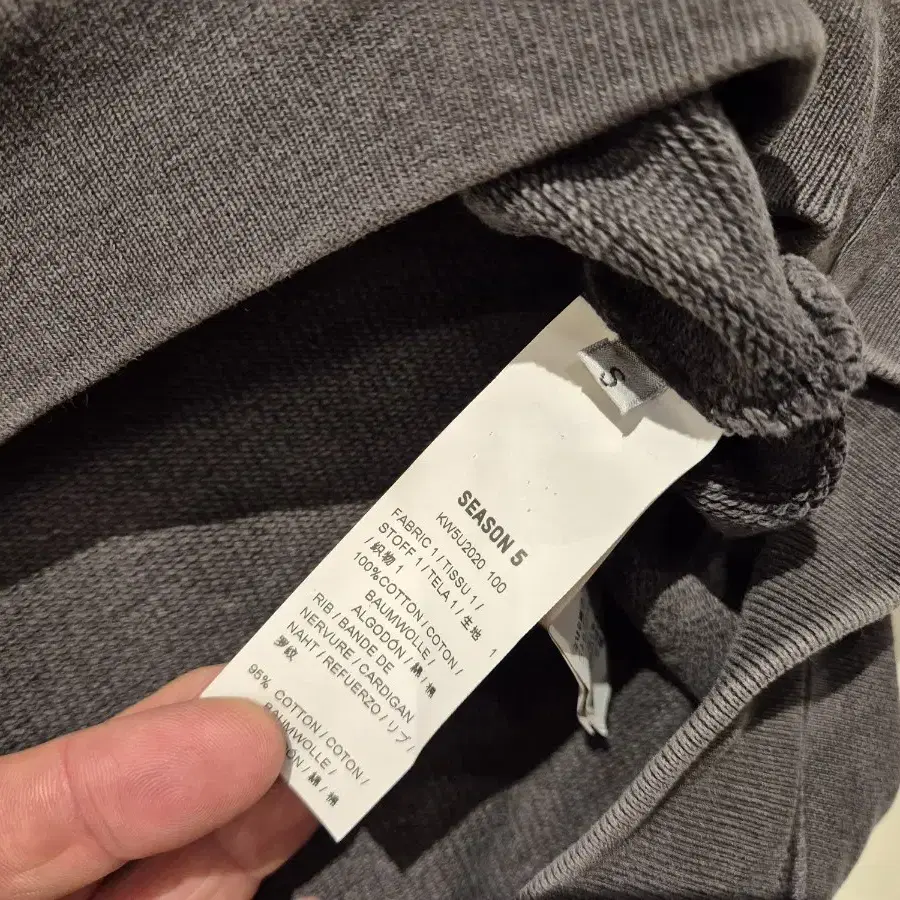 S
SEASON 5
KW5U2020 100
FABRIC 1 / TISSU 1 /
STOFF 1 / TELA 1 / 生地
/ 織物 1
100%COTTON / COTON /
BAUMWOLLE /
ALGODÓN / 綿 / 棉
RIB / BANDE DE
NERVURE / CARDIGAN
NAHT / REFUERZO / リブ /
罗纹
95% COTTON / COTON /
BAUMWOLLE /
/ 綿 / 棉
1